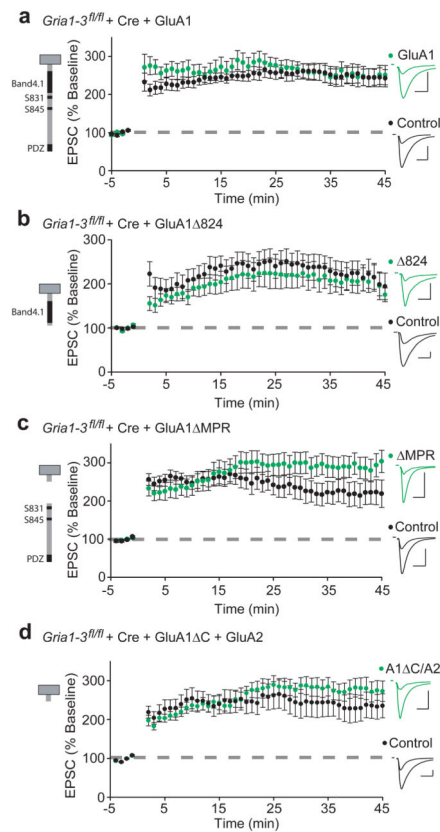 a Gria1-3fl/fl + Cre + GluA1
Band4.1
S831
S845
PDZ
EPSC (% Baseline)
300
200
100
0
-5 5 15 25 35 45
Time (min)
GluA1
Control
b Gria1-3fl/fl + Cre + GluA1Δ824
Band4.1
EPSC (% Baseline)
300
200
100
0
-5 5 15 25 35 45
Time (min)
Δ824
Control
c Gria1-3fl/fl + Cre + GluA1ΔMPR
S831
S845
PDZ
EPSC (% Baseline)
400
300
200
100
0
-5 5 15 25 35 45
Time (min)
ΔMPR
Control
d Gria1-3fl/fl + Cre + GluA1ΔC + GluA2
EPSC (% Baseline)
400
300
200
100
0
-5 5 15 25 35 45
Time (min)
A1ΔC/A2
Control